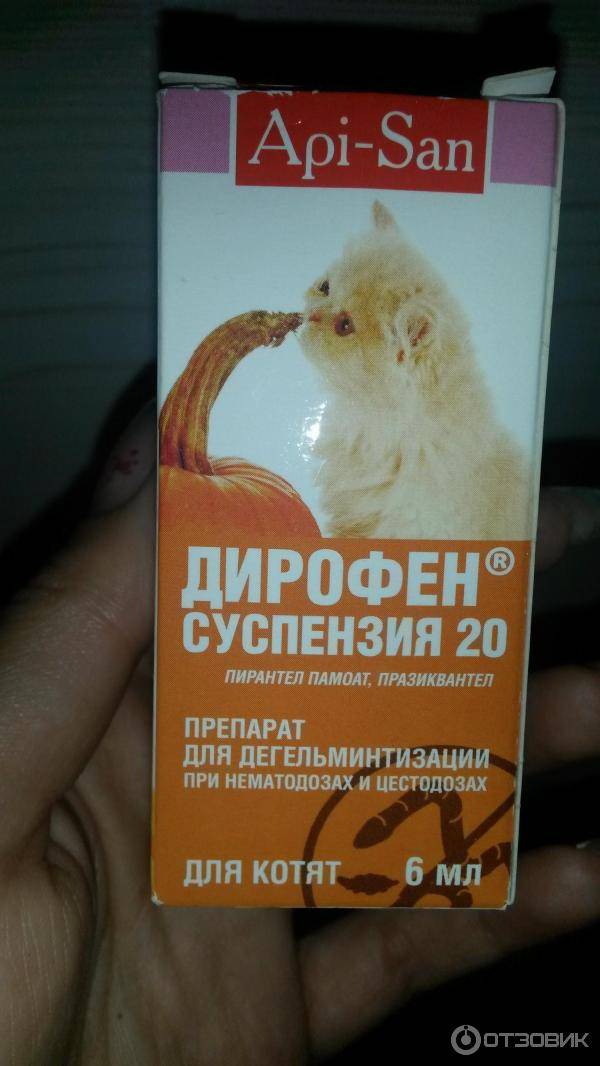 Api-San
ДИРОФЕН®
СУСПЕНЗИЯ 20
ПИРАНТЕЛ ПАМОАТ, ПРАЗИКВАНТЕЛ
ПРЕПАРАТ
ДЛЯ ДЕГЕЛЬМИНТИЗАЦИИ
ПРИ НЕМАТОДОЗАХ И ЦЕСТОДОЗАХ
ДЛЯ КОТЯТ 6 мл
ОТЗОВИК